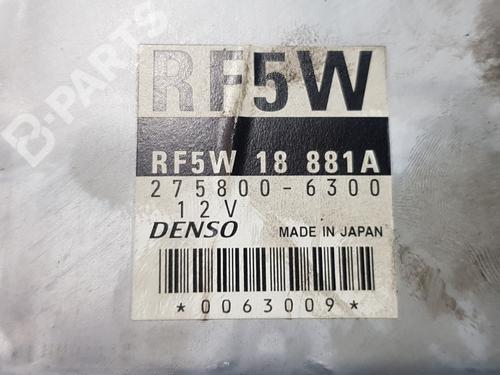 RF5W
RF5W 18 881A
275800-6300
12V
DENSO MADE IN JAPAN
*0063009*
B-PARTS